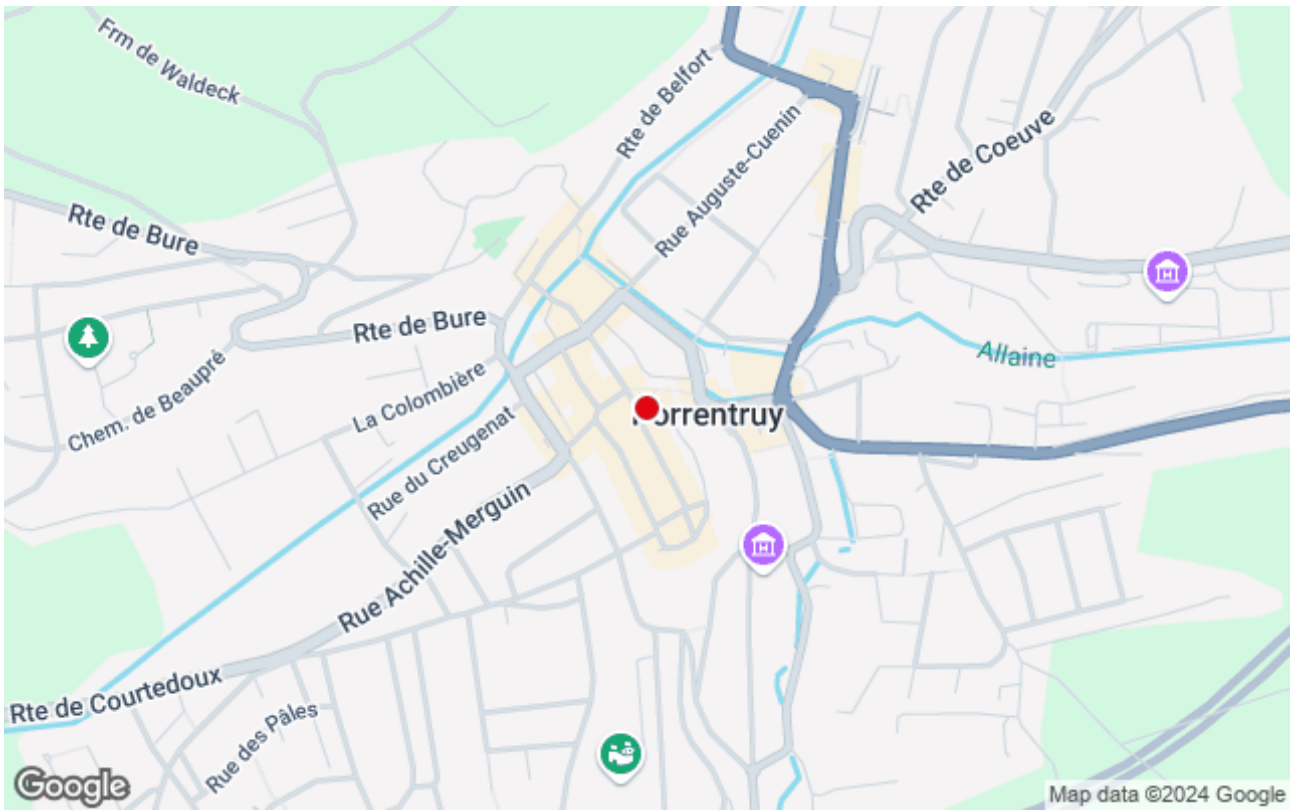 Frm de Waldeck
Rte de Belfort
Rue Auguste-Cuenin
Rte de Coeuve
Rte de Bure
Rte de Bure
Allaine
Chem. de Beaupré
La Colombière
Porrentruy
Rue du Creugenat
Rue Achille-Merguin
Rte de Courtedoux
Rue des Pâles
H
H
Google
Map data ©2024 Google